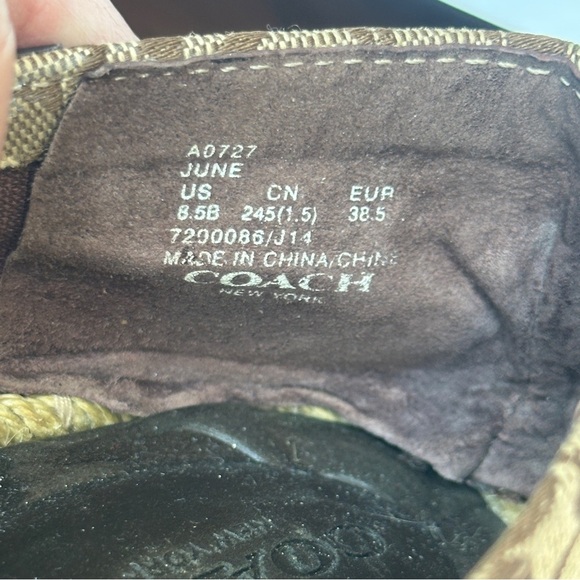 A0727
JUNE
US CN EUR
8.5B 245(1.5) 38.5
7200086/J14
MADE IN CHINA/CHINE
COACH
NEW YORK